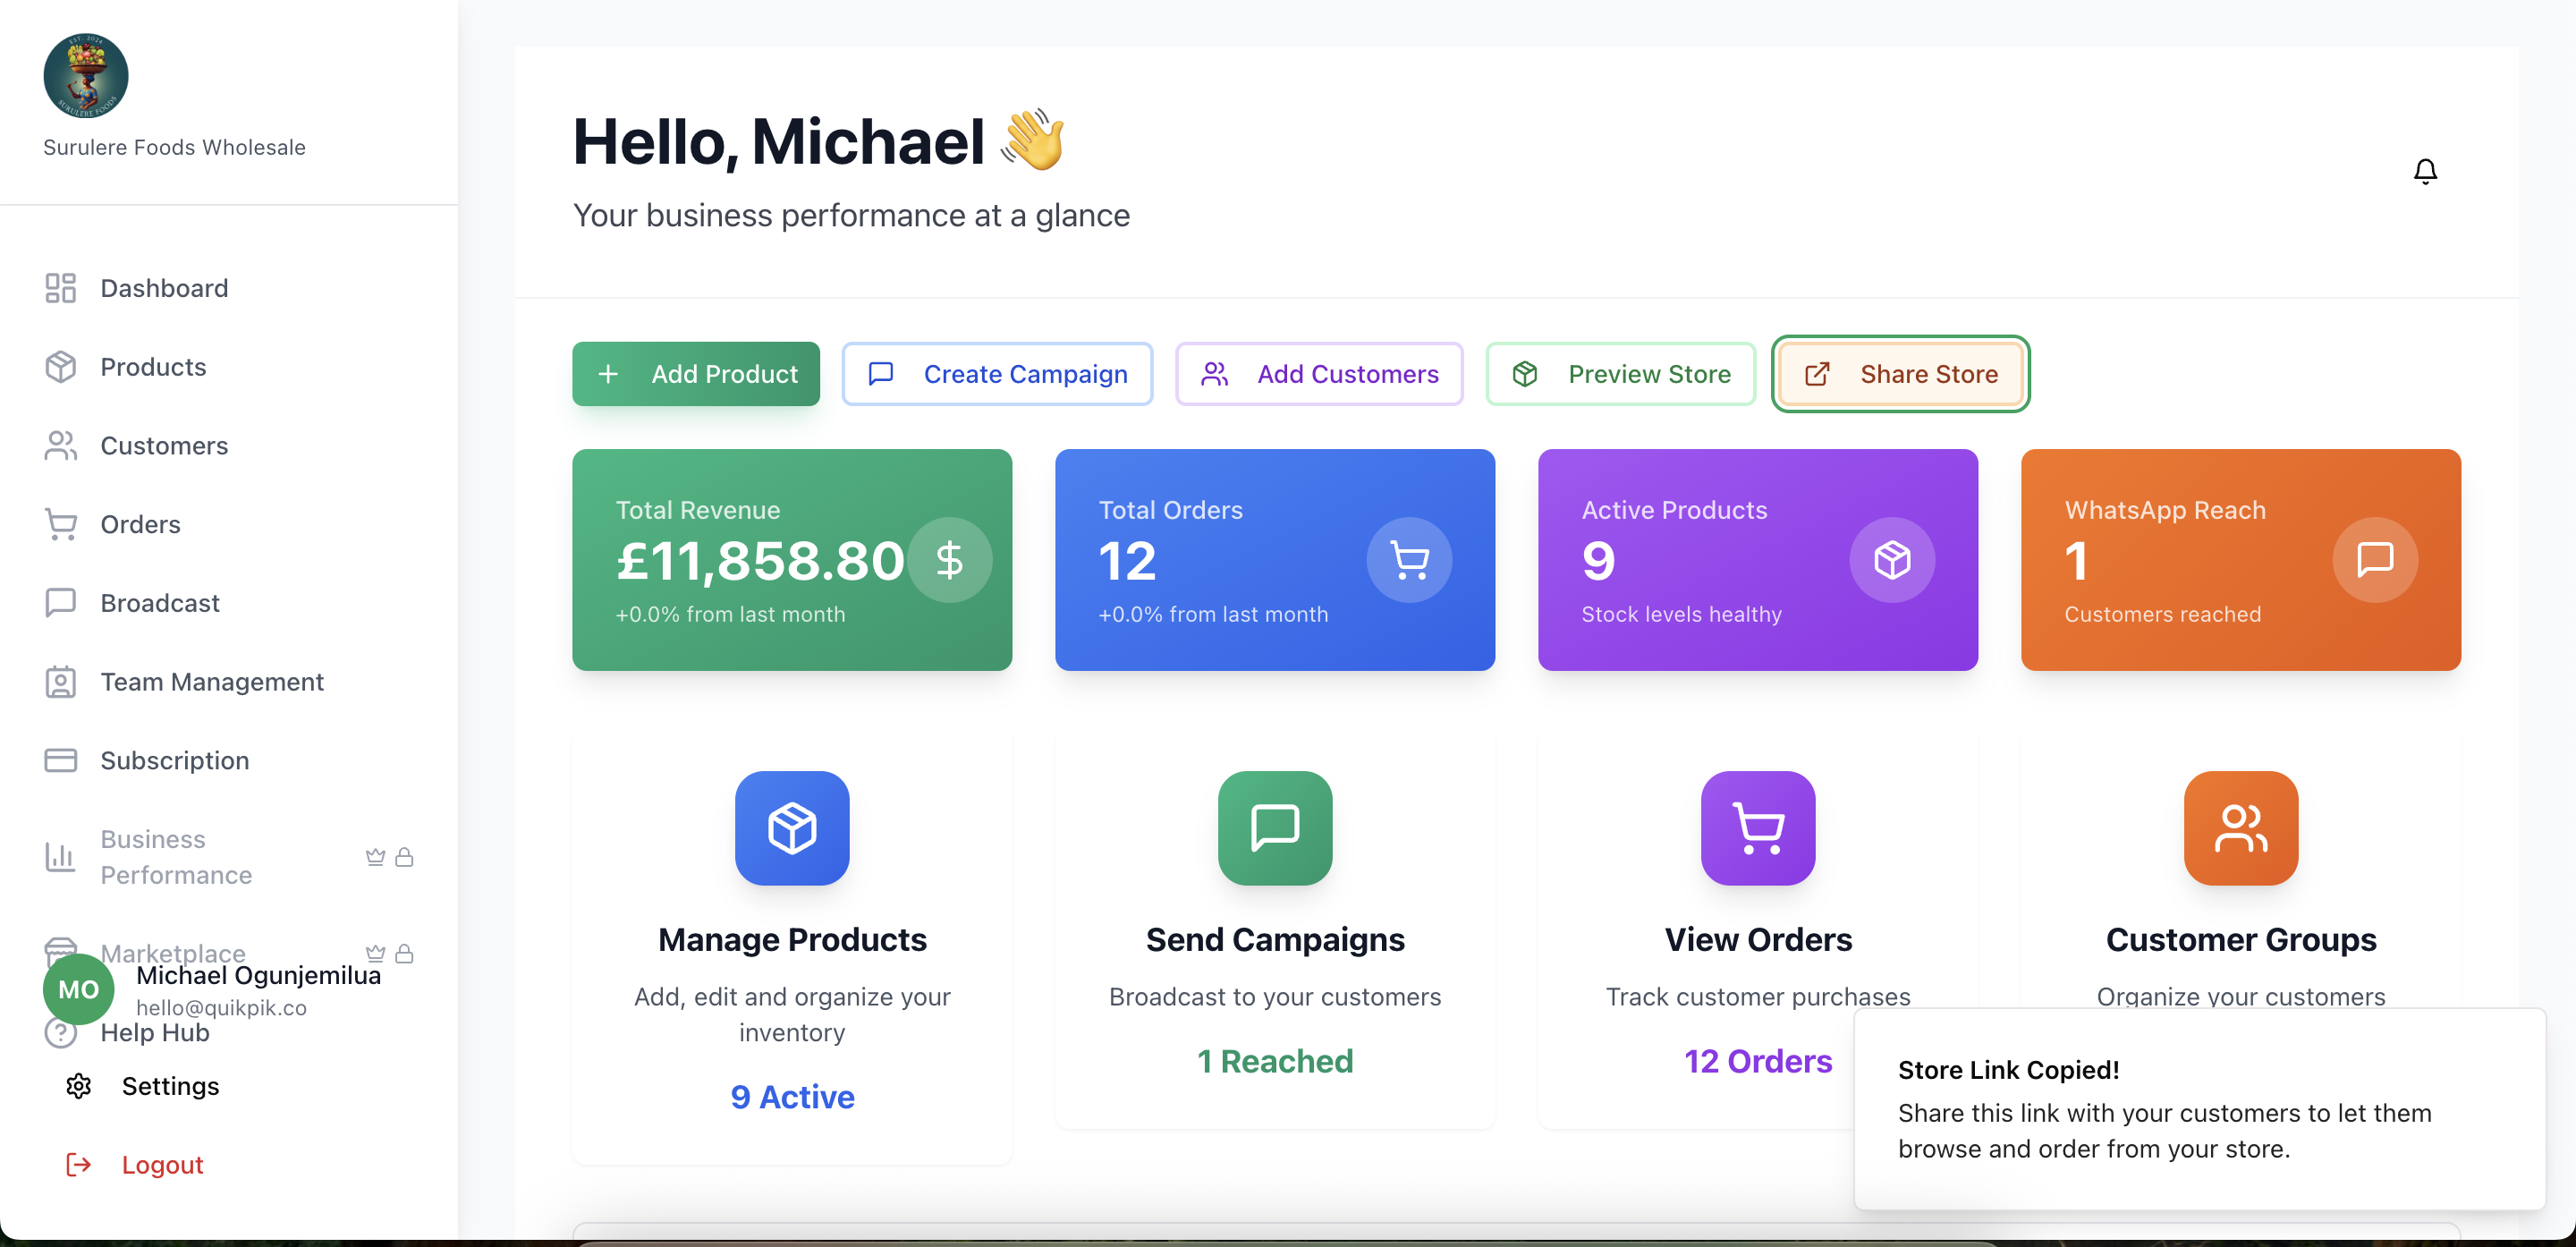 EST. 2024
SURULERE FOODS
Surulere Foods Wholesale
Dashboard
Products
Customers
Orders
Broadcast
Team Management
Subscription
Business
Performance
Marketplace
MO
Michael Ogunjemilua
hello@quikpik.co
Help Hub
Settings
Logout
Hello, Michael 👋
Your business performance at a glance
Add Product
Create Campaign
Add Customers
Preview Store
Share Store
Total Revenue
£11,858.80
+0.0% from last month
Total Orders
12
+0.0% from last month
Active Products
9
Stock levels healthy
WhatsApp Reach
1
Customers reached
Manage Products
Add, edit and organize your
inventory
9 Active
Send Campaigns
Broadcast to your customers
1 Reached
View Orders
Track customer purchases
12 Orders
Customer Groups
Organize your customers
Store Link Copied!
Share this link with your customers to let them
browse and order from your store.